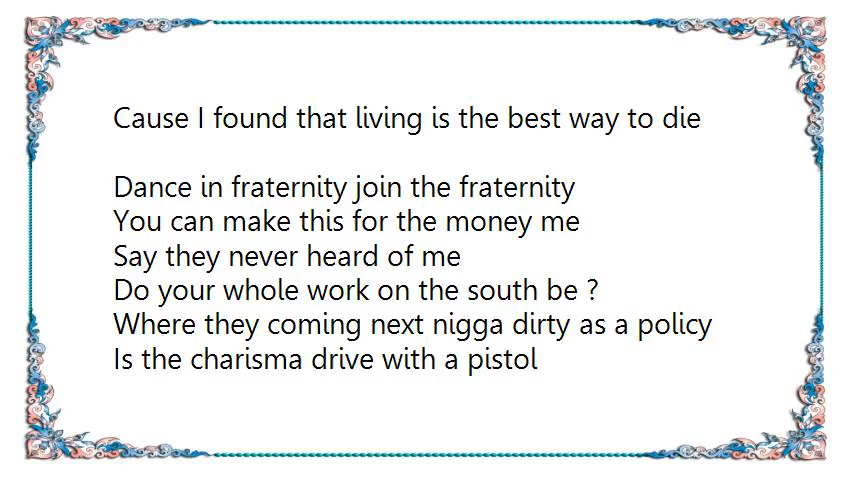 Cause I found that living is the best way to die
Dance in fraternity join the fraternity
You can make this for the money me
Say they never heard of me
Do your whole work on the south be ?
Where they coming next nigga dirty as a policy
Is the charisma drive with a pistol